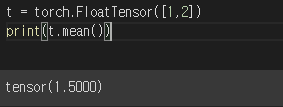 t = torch.FloatTensor([1,2])
print(t.mean())
tensor(1.5000)